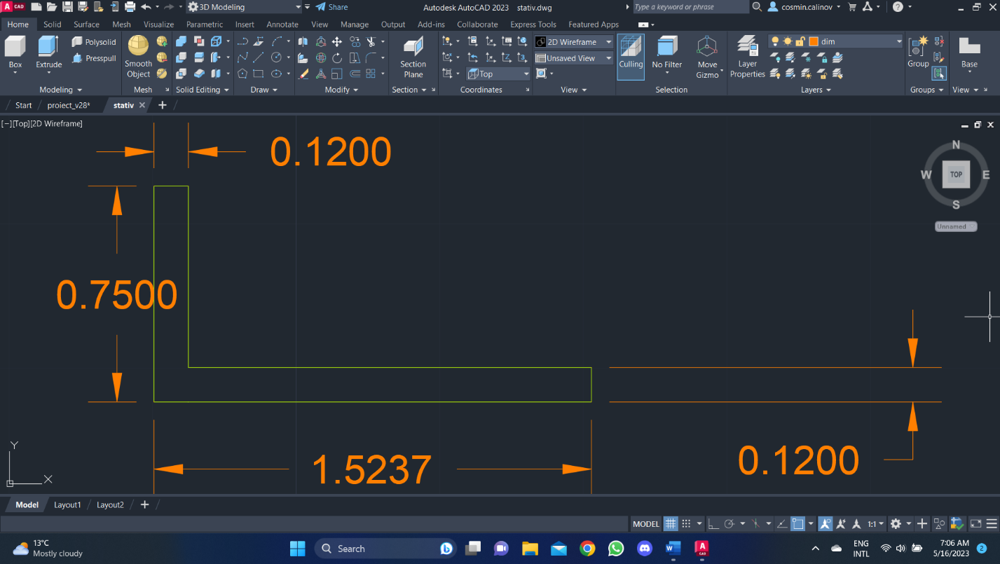 A CAD 3D Modeling Share Autodesk AutoCAD 2023 stativ.dwg Type a keyword or phrase cosmin.calinov
Home Solid Surface Mesh Visualize Parametric Insert Annotate View Manage Output Add-ins Collaborate Express Tools Featured Apps
Box
Extrude
Polysolid
Presspull
Smooth
Object
Section
Plane
2D Wireframe
Unsaved View
Top
Culling
No Filter
Move
Gizmo
Layer
Properties
dim
Group
Base
Modeling Mesh Solid Editing Draw Modify Section Coordinates View Selection Layers Groups View
Start proiect_v28* stativ
[−][Top][2D Wireframe]
0.1200
N
W TOP E
S
Unnamed
0.7500
1.5237
0.1200
Y
X
Model Layout1 Layout2
MODEL 1:1
13°C
Mostly cloudy
Search
A
CAD
ENG
INTL
7:06 AM
5/16/2023
2